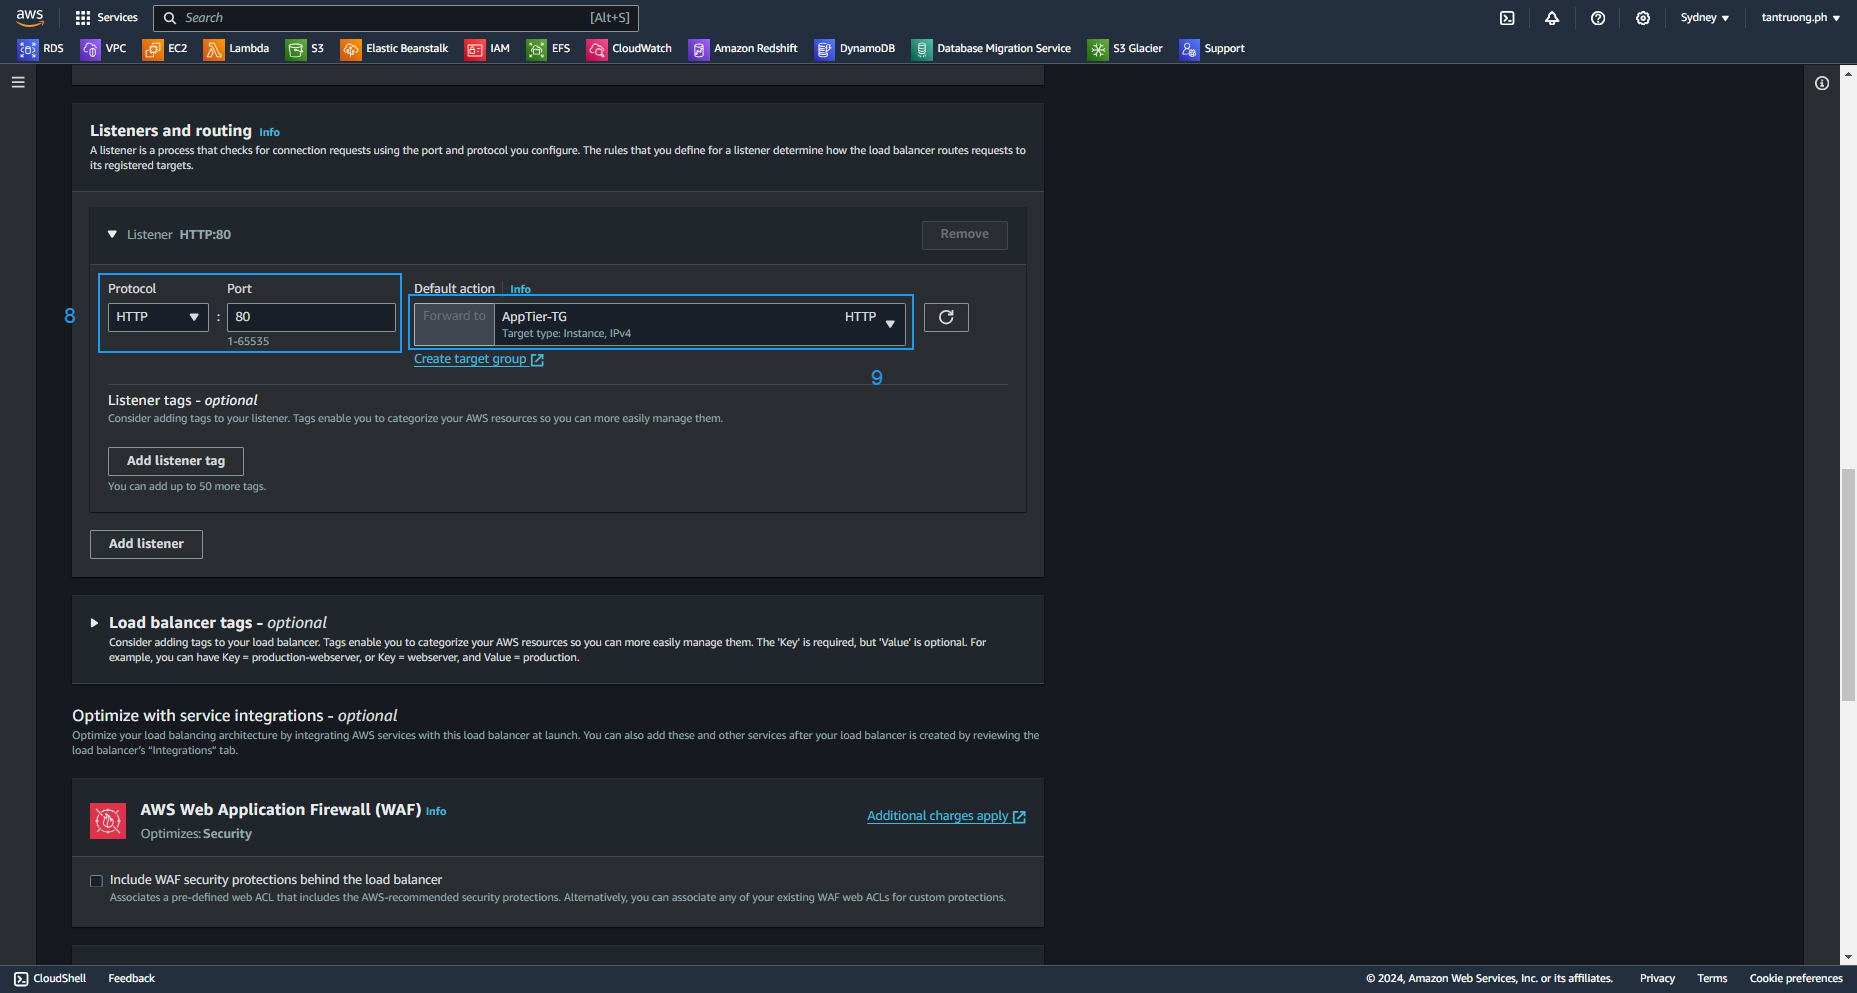 aws Services Search [Alt+S] Sydney tantruong.ph
RDS VPC EC2 Lambda S3 Elastic Beanstalk IAM EFS CloudWatch Amazon Redshift DynamoDB Database Migration Service S3 Glacier Support
Listeners and routing Info
A listener is a process that checks for connection requests using the port and protocol you configure. The rules that you define for a listener determine how the load balancer routes requests to
its registered targets.
Listener HTTP:80 Remove
Protocol Port Default action Info
8 HTTP : 80 Forward to AppTier-TG HTTP
Target type: Instance, IPv4
1-65535
Create target group
9
Listener tags - optional
Consider adding tags to your listener. Tags enable you to categorize your AWS resources so you can more easily manage them.
Add listener tag
You can add up to 50 more tags.
Add listener
Load balancer tags - optional
Consider adding tags to your load balancer. Tags enable you to categorize your AWS resources so you can more easily manage them. The 'Key' is required, but 'Value' is optional. For
example, you can have Key = production-webserver, or Key = webserver, and Value = production.
Optimize with service integrations - optional
Optimize your load balancing architecture by integrating AWS services with this load balancer at launch. You can also add these and other services after your load balancer is created by reviewing the
load balancer's “Integrations” tab.
AWS Web Application Firewall (WAF) Info
Additional charges apply
Optimizes: Security
Include WAF security protections behind the load balancer
Associates a pre-defined web ACL that includes the AWS-recommended security protections. Alternatively, you can associate any of your existing WAF web ACLs for custom protections.
CloudShell Feedback © 2024, Amazon Web Services, Inc. or its affiliates. Privacy Terms Cookie preferences